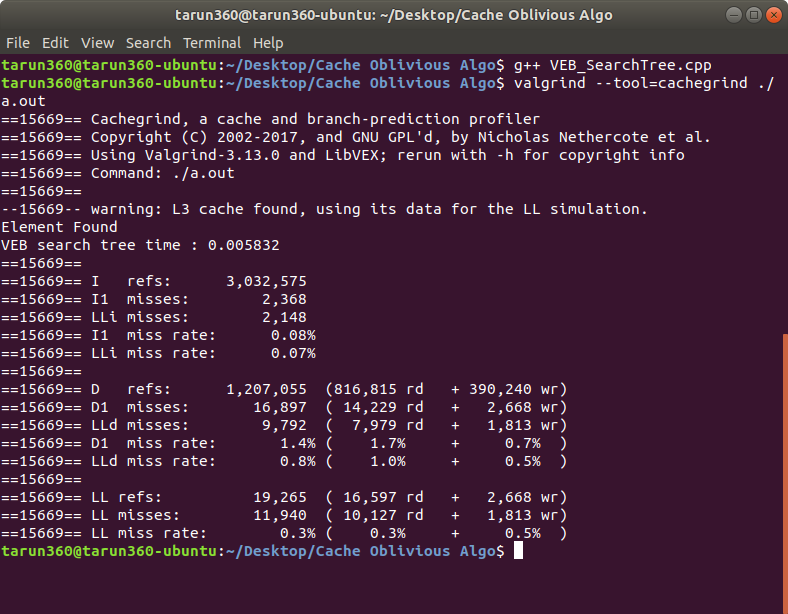 tarun360@tarun360-ubuntu: ~/Desktop/Cache Oblivious Algo
File Edit View Search Terminal Help
tarun360@tarun360-ubuntu:~/Desktop/Cache Oblivious Algo$ g++ VEB_SearchTree.cpp
tarun360@tarun360-ubuntu:~/Desktop/Cache Oblivious Algo$ valgrind --tool=cachegrind ./
a.out
==15669== Cachegrind, a cache and branch-prediction profiler
==15669== Copyright (C) 2002-2017, and GNU GPL'd, by Nicholas Nethercote et al.
==15669== Using Valgrind-3.13.0 and LibVEX; rerun with -h for copyright info
==15669== Command: ./a.out
==15669==
--15669-- warning: L3 cache found, using its data for the LL simulation.
Element Found
VEB search tree time : 0.005832
==15669==
==15669== I   refs:      3,032,575
==15669== I1  misses:        2,368
==15669== LLi misses:        2,148
==15669== I1  miss rate:      0.08%
==15669== LLi miss rate:      0.07%
==15669==
==15669== D   refs:      1,207,055  (816,815 rd   + 390,240 wr)
==15669== D1  misses:       16,897  ( 14,229 rd   +   2,668 wr)
==15669== LLd misses:        9,792  (  7,979 rd   +   1,813 wr)
==15669== D1  miss rate:       1.4% (    1.7%     +     0.7%  )
==15669== LLd miss rate:       0.8% (    1.0%     +     0.5%  )
==15669==
==15669== LL refs:          19,265  ( 16,597 rd   +   2,668 wr)
==15669== LL misses:        11,940  ( 10,127 rd   +   1,813 wr)
==15669== LL miss rate:        0.3% (    0.3%     +     0.5%  )
tarun360@tarun360-ubuntu:~/Desktop/Cache Oblivious Algo$